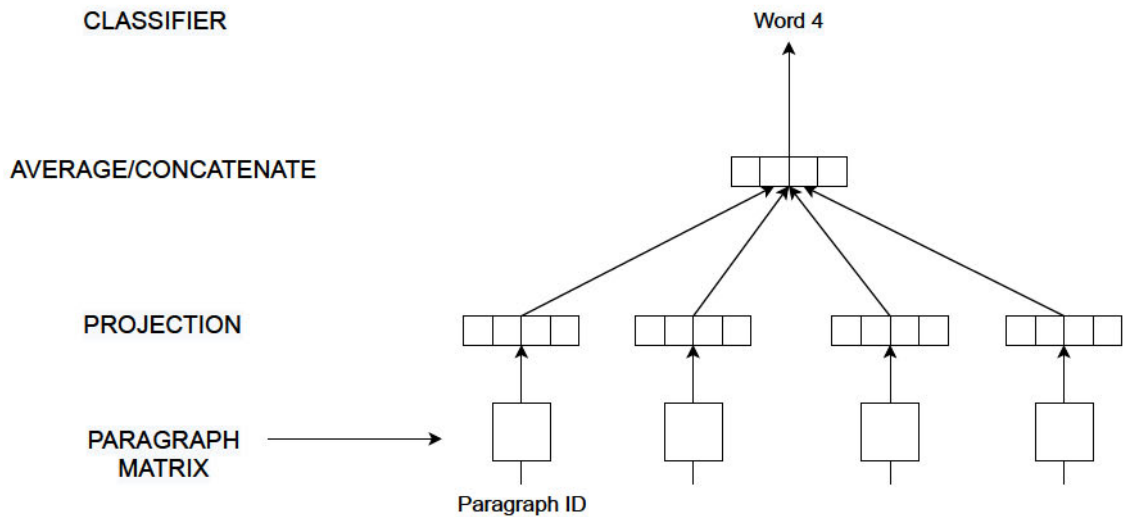 CLASSIFIER
Word 4
AVERAGE/CONCATENATE
PROJECTION
PARAGRAPH
MATRIX
Paragraph ID